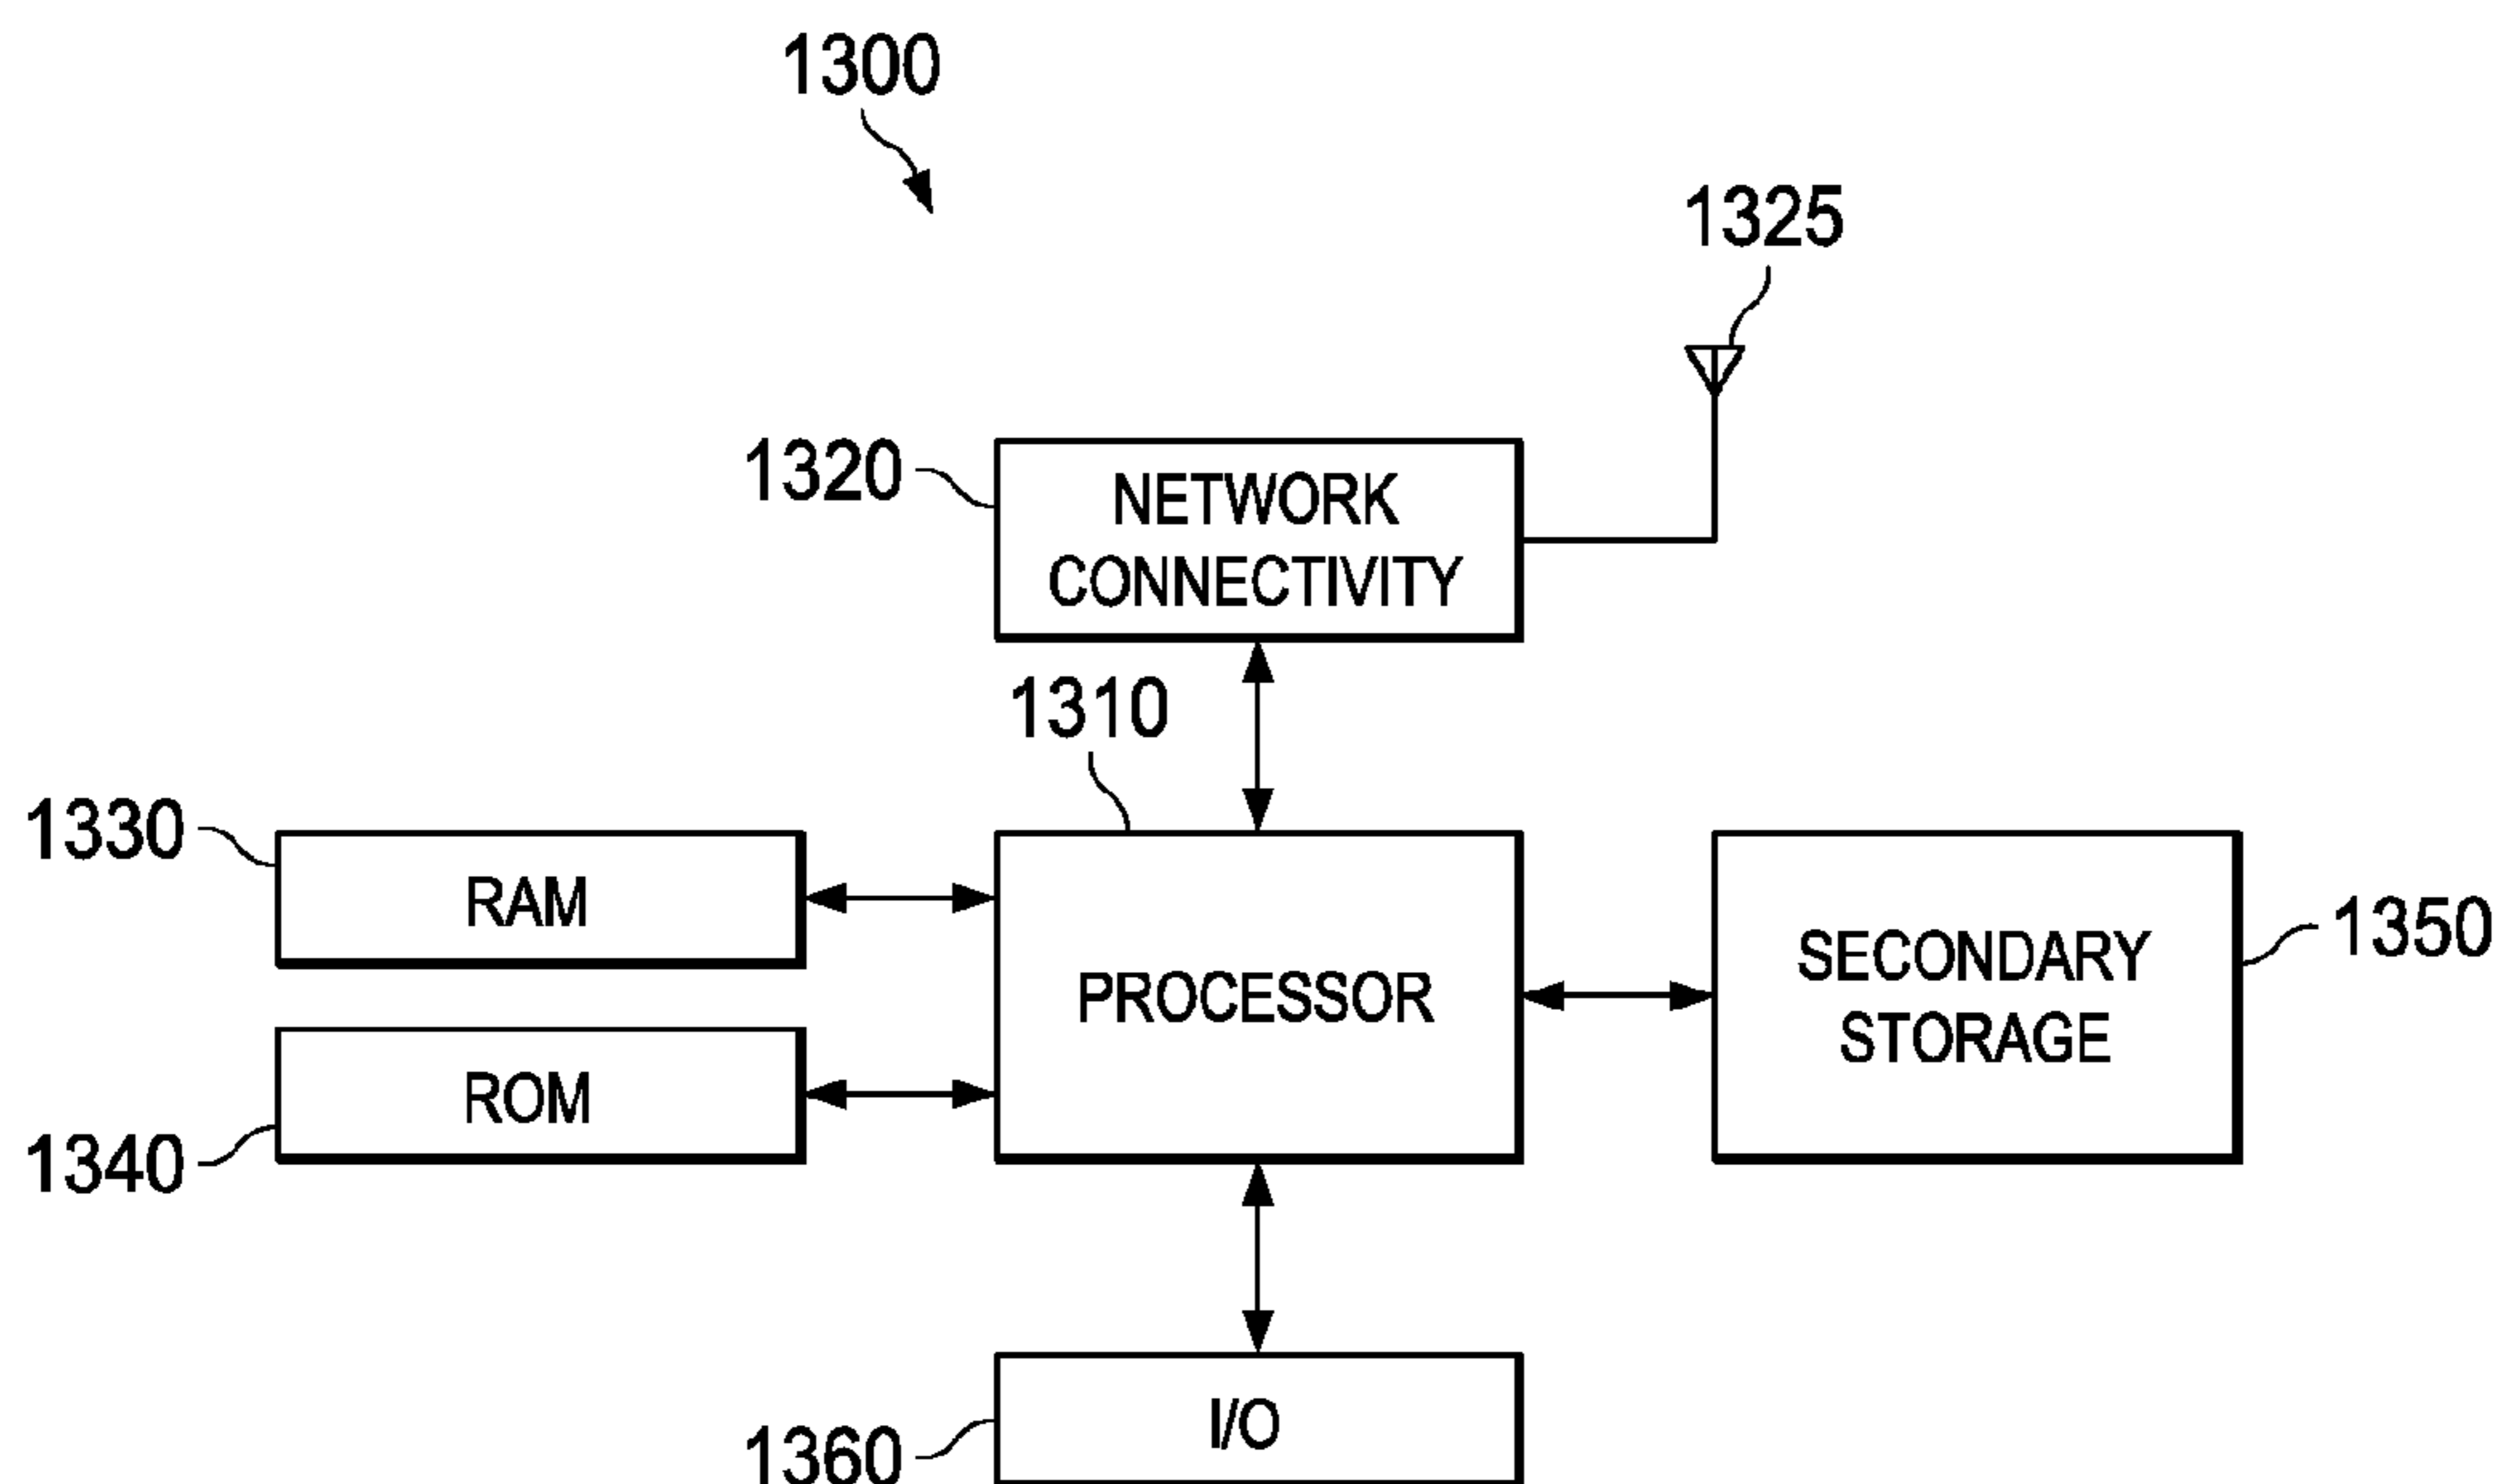 1300
1325
1320
NETWORK
CONNECTIVITY
1310
1330
RAM
PROCESSOR
SECONDARY
STORAGE
1350
ROM
1340
I/O
1360